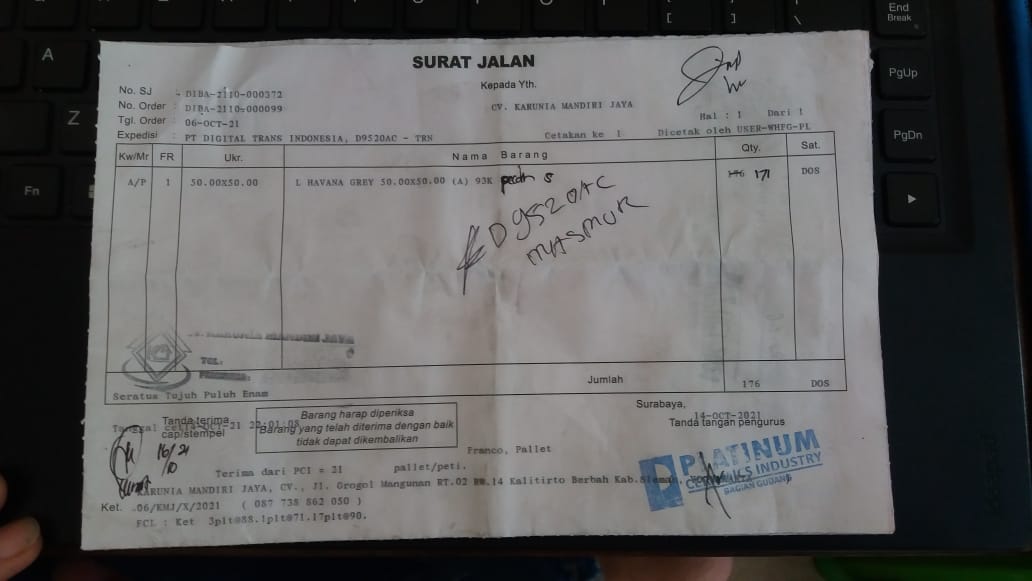 SURAT JALAN
Kepada Yth.
No. SJ : DIBA-2110-000372
No. Order : DIBA-2110-000099
CV. KARUNIA MANDIRI JAYA
Tgl. Order : 06-OCT-21
Hal : 1 Dari 1
Expedisi : PT DIGITAL TRANS INDONESIA, D9520AC - TRN Cetakan ke 1 Dicetak oleh USER-WHFG-PL
Kw/Mr FR Ukr. Nama Barang Qty. Sat.
A/P 1 50.00X50.00 L HAVANA GREY 50.00X50.00 (A) 93K pecah 5 176 171 DOS
D9520AC
MASMUR
TGL:
Jumlah 176 DOS
Seratus Tujuh Puluh Enam
Surabaya,
14-OCT-2021
Tanda tangan pengurus
Tanda terima
cap/stempel
Tanggal cet14-OCT-21 22:01:08
Barang harap diperiksa
Barang yang telah diterima dengan baik
tidak dapat dikembalikan
16/21
10
Franco, Pallet
Terima dari PCI = 21 pallet/peti.
PLATINUM
CERAMICS INDUSTRY
BAGIAN GUDANG
KARUNIA MANDIRI JAYA, CV., Jl. Grogol Mangunan RT.02 RW.14 Kalitirto Berbah Kab.Sleman,
Ket. .06/KMJ/X/2021 ( 087 738 862 050 )
FCL : Ket 3plt@88.1plt@71.17plt@90.
A
Z
Fn
End
Break
PgUp
PgDn
[
]
\